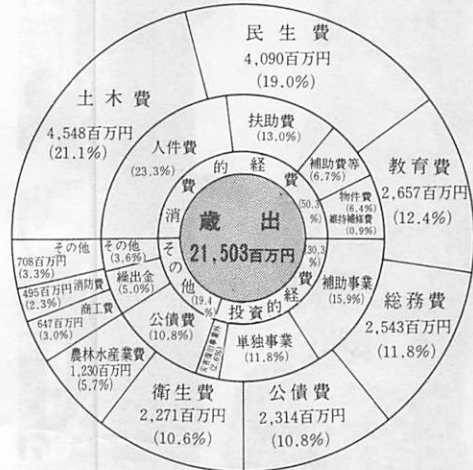 民生費
4,090百万円
(19.0%)
教育費
2,657百万円
(12.4%)
総務費
2,543百万円
(11.8%)
公債費
2,314百万円
(10.8%)
衛生費
2,271百万円
(10.6%)
農林水産業費
1,230百万円
(5.7%)
商工費
647百万円
(3.0%)
消防費
495百万円
(2.3%)
その他
708百万円
(3.3%)
土木費
4,548百万円
(21.1%)
人件費
(23.3%)
扶助費
(13.0%)
補助費等
(6.7%)
物件費
(6.4%)
維持補修費
(0.9%)
補助事業
(15.9%)
単独事業
(11.8%)
災害復旧事業外
(2.6%)
公債費
(10.8%)
繰出金
(5.0%)
その他
(3.6%)
消費的経費
(50.3%)
投資的経費
(30.3%)
その他
(19.4%)
歳出
21,503百万円